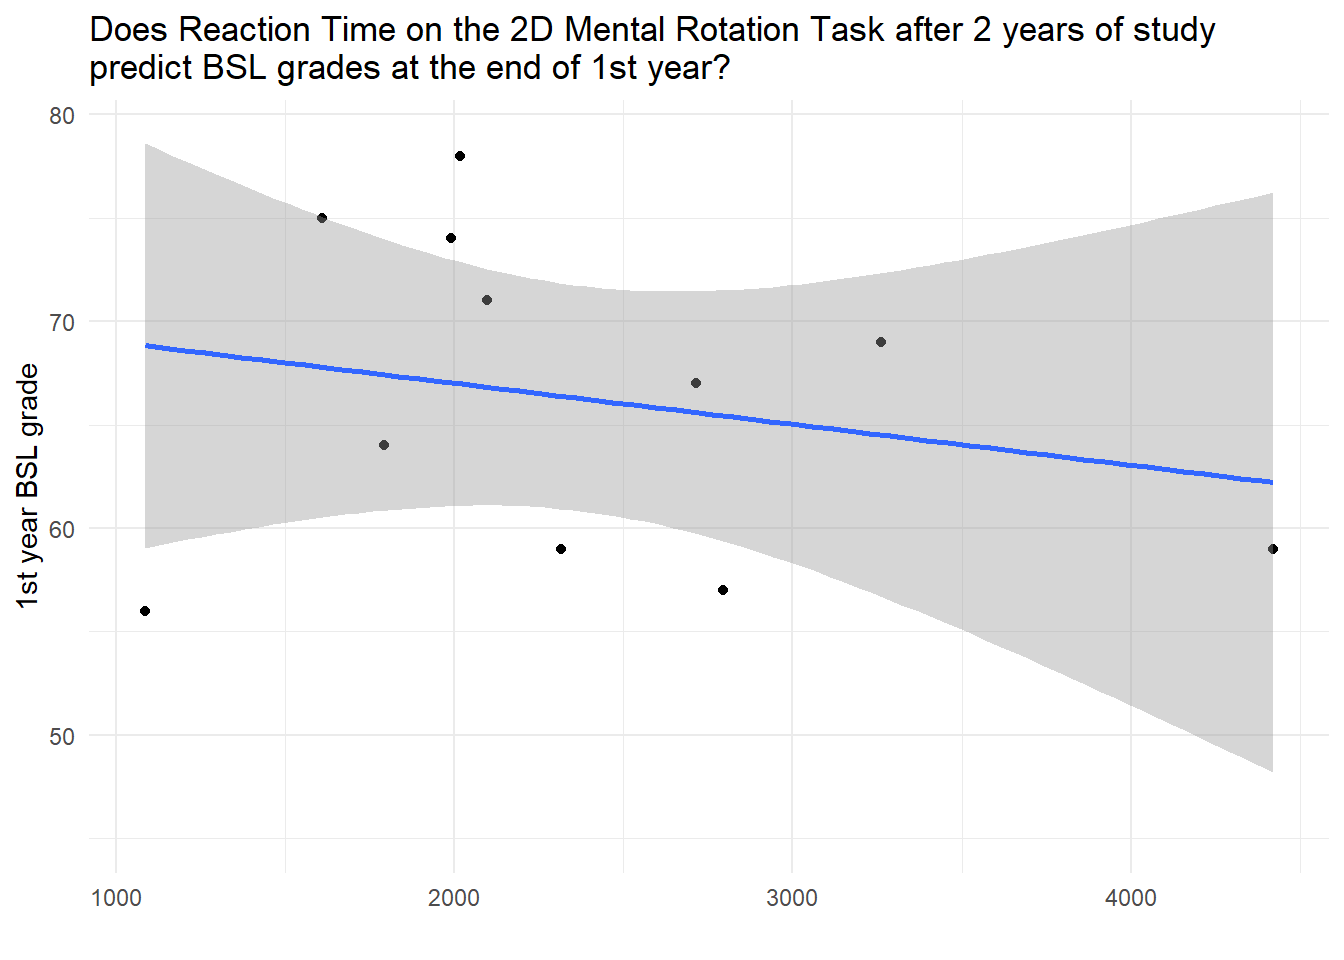 Does Reaction Time on the 2D Mental Rotation Task after 2 years of study
predict BSL grades at the end of 1st year?
80
70
60
50
1st year BSL grade
1000
2000
3000
4000